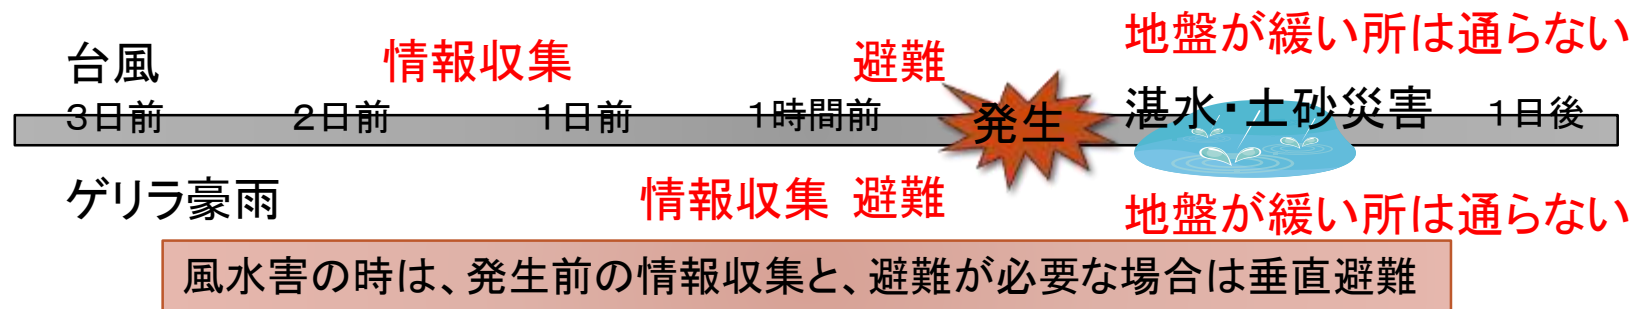 地盤が緩い所は通らない
台風 情報収集 避難
3日前 2日前 1日前 1時間前 発生 湛水・土砂災害 1日後
ゲリラ豪雨 情報収集 避難 地盤が緩い所は通らない
風水害の時は、発生前の情報収集と、避難が必要な場合は垂直避難